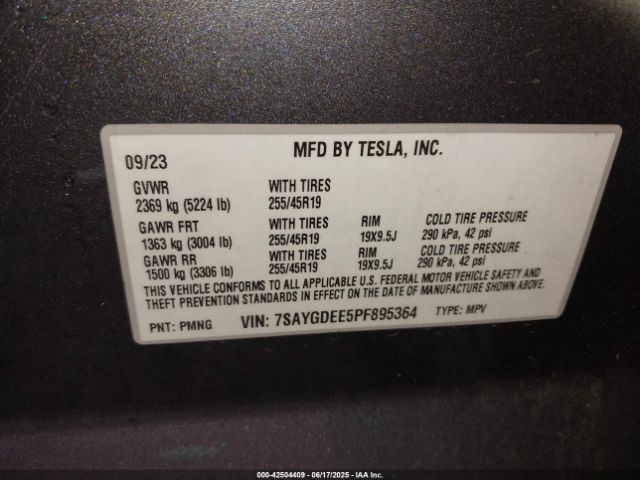 MFD BY TESLA, INC.
09/23
GVWR WITH TIRES
2369 kg (5224 lb) 255/45R19
GAWR FRT WITH TIRES RIM COLD TIRE PRESSURE
1363 kg (3004 lb) 255/45R19 19X9.5J 290 kPa, 42 psi
GAWR RR WITH TIRES RIM COLD TIRE PRESSURE
1500 kg (3306 lb) 255/45R19 19X9.5J 290 kPa, 42 psi
THIS VEHICLE CONFORMS TO ALL APPLICABLE U.S. FEDERAL MOTOR VEHICLE SAFETY AND
THEFT PREVENTION STANDARDS IN EFFECT ON THE DATE OF MANUFACTURE SHOWN ABOVE.
PNT: PMNG VIN: 7SAYGDEE5PF895364 TYPE: MPV
000-42504409 - 06/17/2025 - IAA Inc.